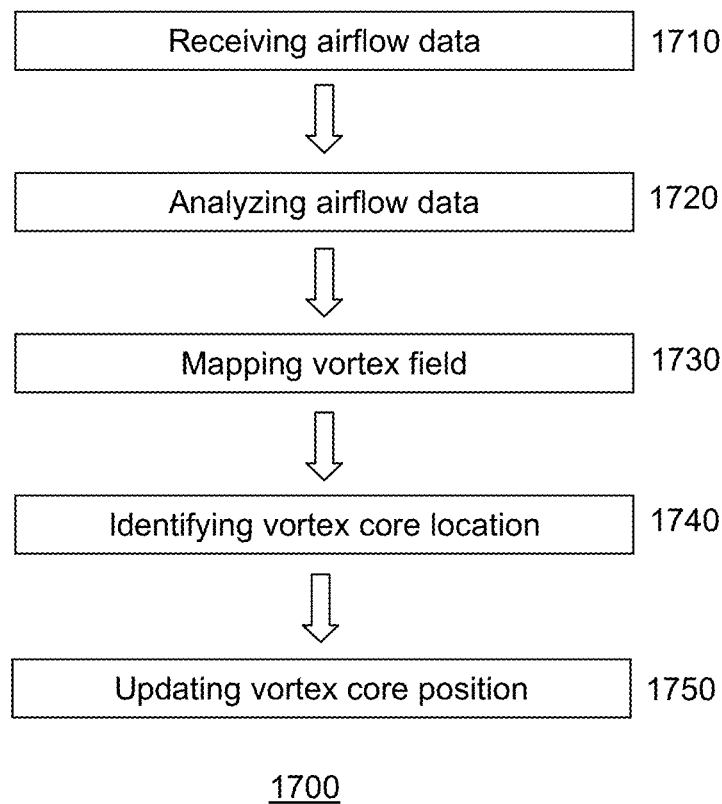 Receiving airflow data 1710
Analyzing airflow data 1720
Mapping vortex field 1730
Identifying vortex core location 1740
Updating vortex core position 1750
1700